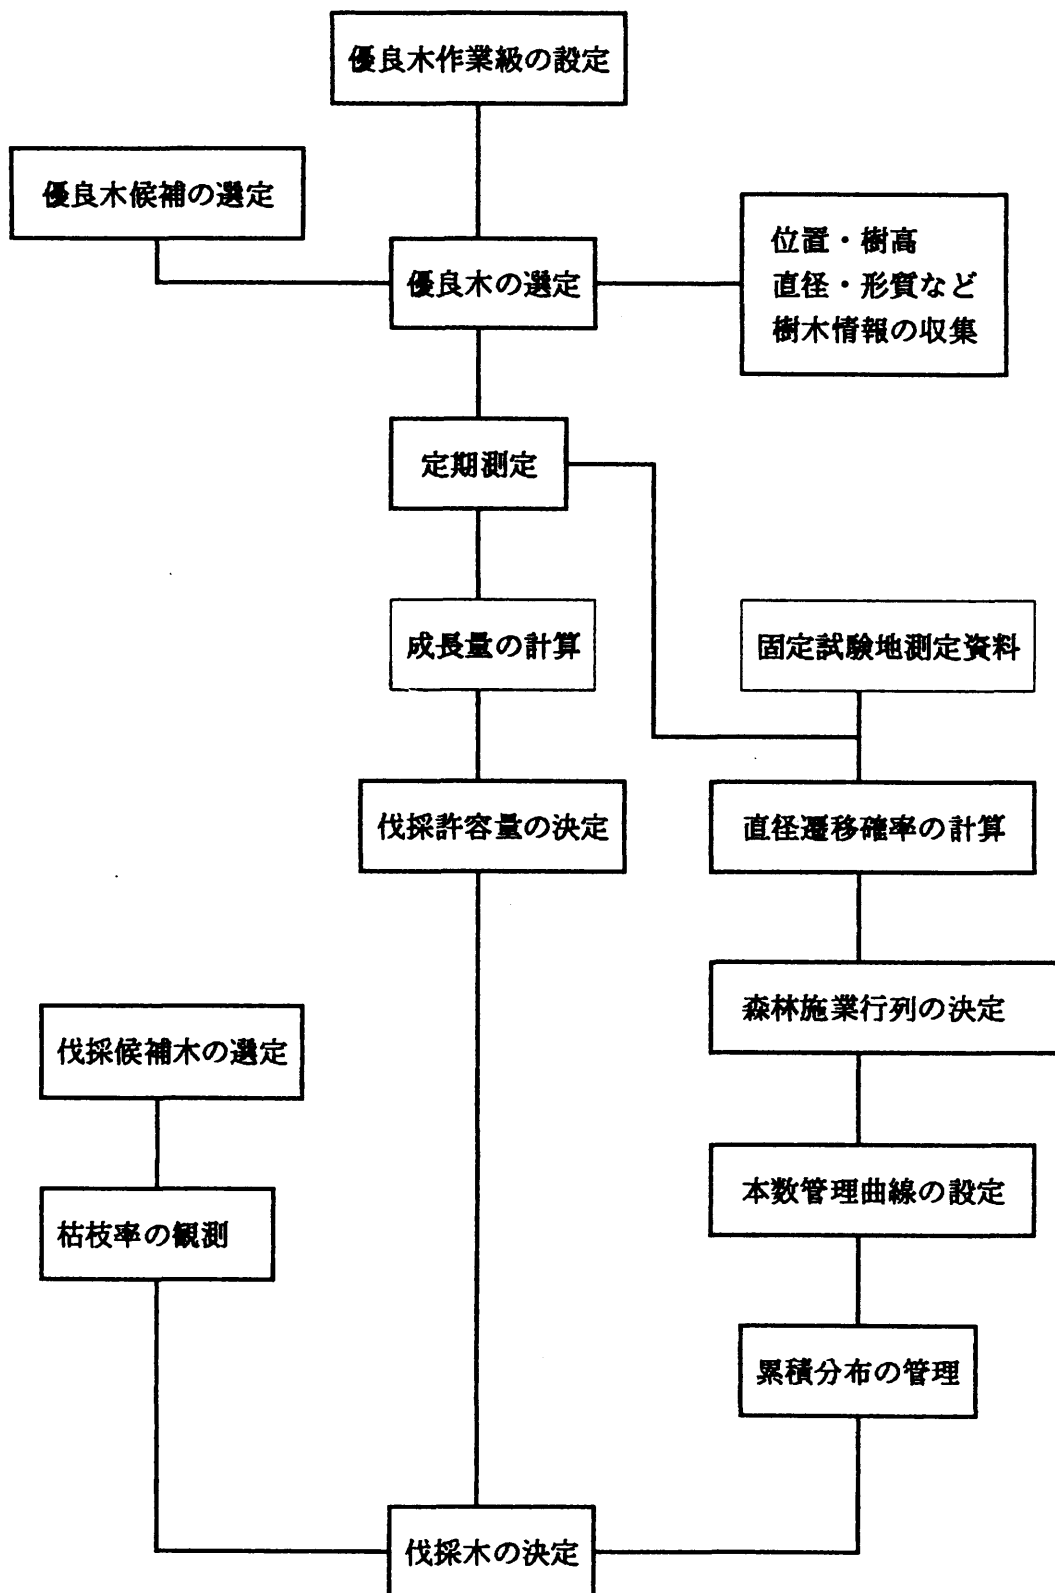 優良木作業級の設定
優良木候補の選定
優良木の選定
位置・樹高
直径・形質など
樹木情報の収集
定期測定
成長量の計算
固定試験地測定資料
伐採許容量の決定
直径遷移確率の計算
森林施業行列の決定
伐採候補木の選定
本数管理曲線の設定
枯枝率の観測
累積分布の管理
伐採木の決定